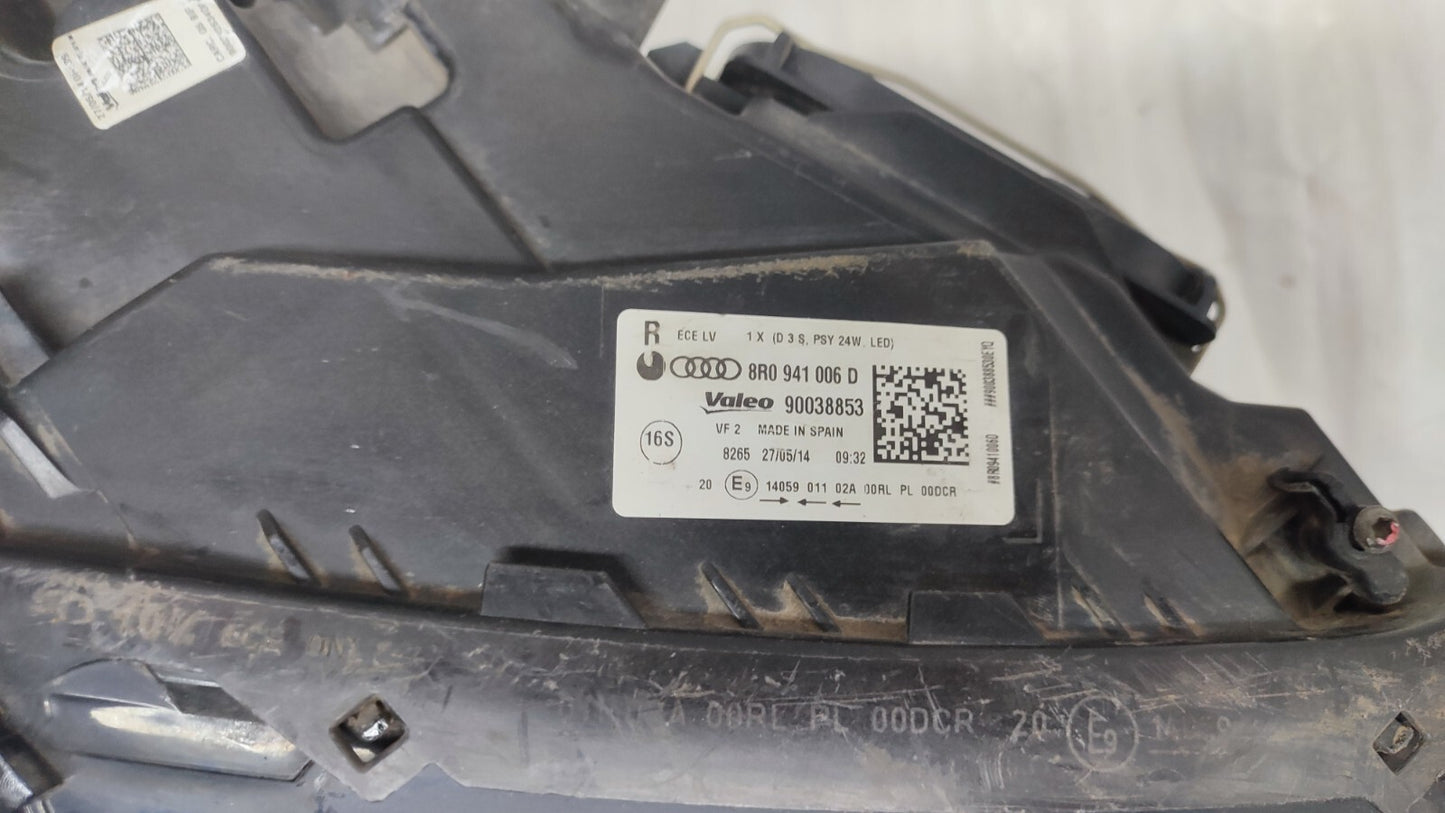 R ECE LV 1 X (D 3 S, PSY 24W, LED)
8R0 941 006 D
Valeo 90038853
16S
VF 2 MADE IN SPAIN
8265 27/05/14 09:32
20 E9 14059 011 02A 00RL PL 00DCR
#8R0941006D
A 00RL PL 00DCR 20 E9